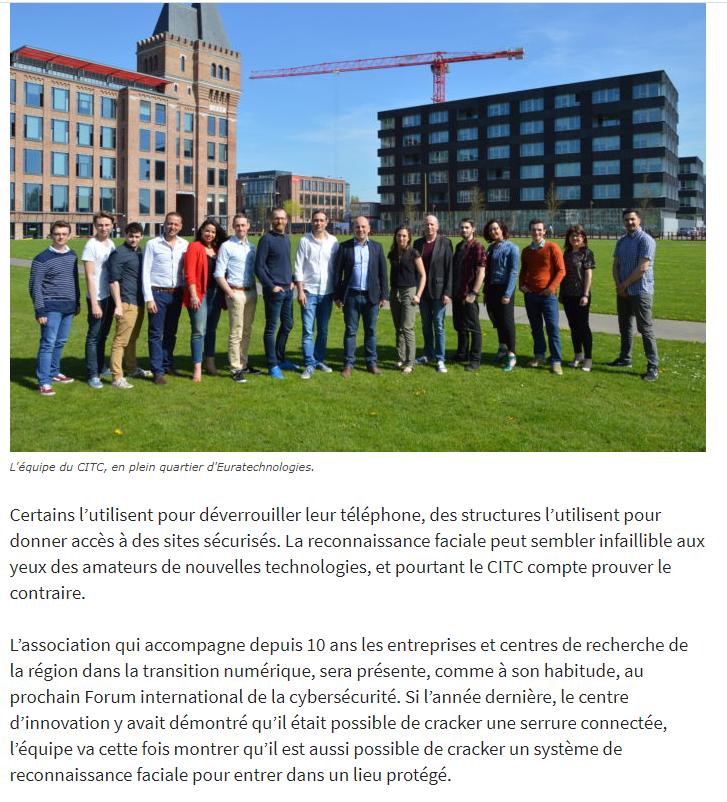 L'équipe du CITC, en plein quartier d'Euratechnologies.
Certains l’utilisent pour déverrouiller leur téléphone, des structures l’utilisent pour
donner accès à des sites sécurisés. La reconnaissance faciale peut sembler infaillible aux
yeux des amateurs de nouvelles technologies, et pourtant le CITC compte prouver le
contraire.
L’association qui accompagne depuis 10 ans les entreprises et centres de recherche de
la région dans la transition numérique, sera présente, comme à son habitude, au
prochain Forum international de la cybersécurité. Si l’année dernière, le centre
d’innovation y avait démontré qu’il était possible de cracker une serrure connectée,
l’équipe va cette fois montrer qu’il est aussi possible de cracker un système de
reconnaissance faciale pour entrer dans un lieu protégé.